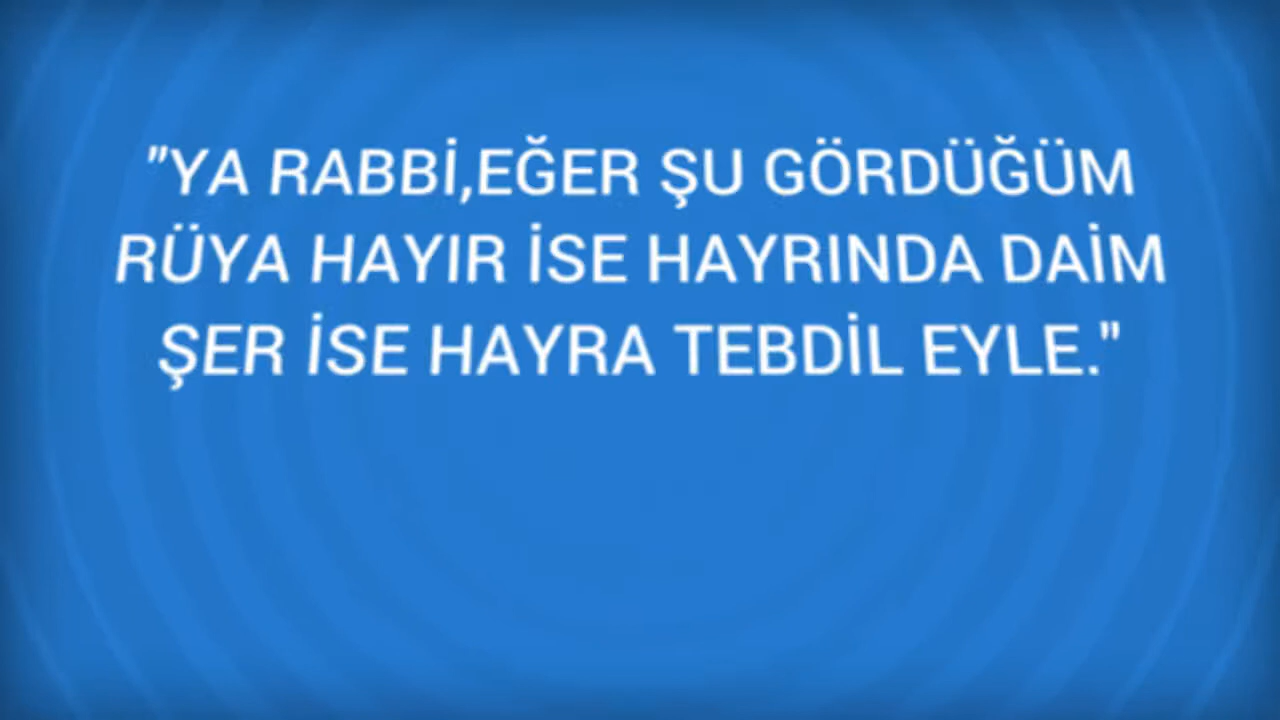 "YA RABBİ,EĞER ŞU GÖRDÜĞÜM
RÜYA HAYIR İSE HAYRINDA DAİM
ŞER İSE HAYRA TEBDİL EYLE."